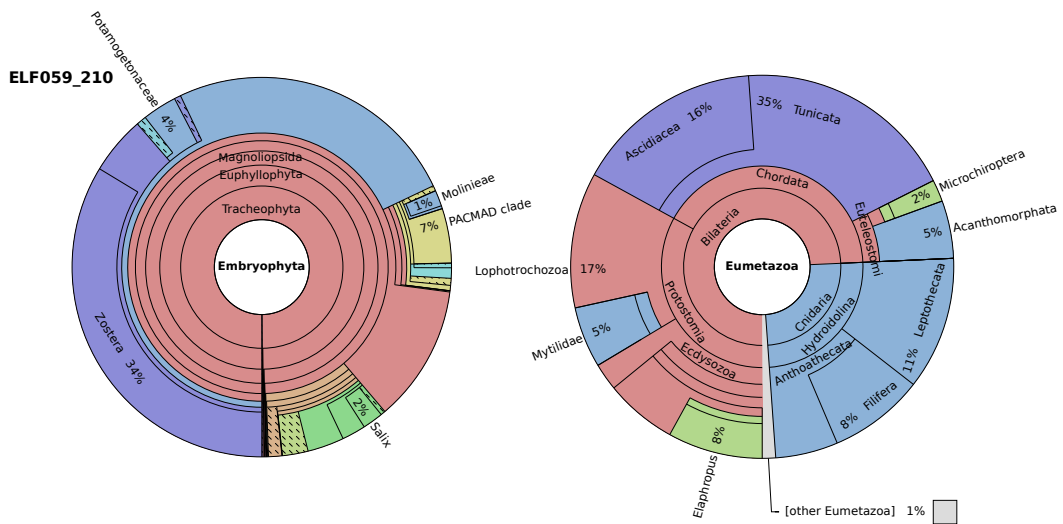 ELF059_210
Potamogetonaceae
4%
Magnoliopsida
Euphyllophyta
Tracheophyta
Embryophyta
Molinieae
1%
PACMAD clade
7%
Zostera
34%
2%
Salix
Ascidiacea 16%
35% Tunicata
Chordata
Bilateria
Microchiroptera
2%
Acanthomorphata
5%
Euteleostomi
Eumetazoa
Lophotrochozoa
17%
Protostomia
Mytilidae
5%
Ecdysozoa
Elaphropus
8%
Cnidaria
Hydroidolina
Leptothecata
11%
Anthoathecata
8% Filifera
[other Eumetazoa] 1%